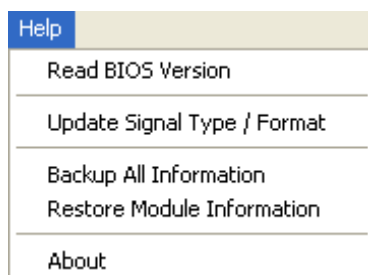 Help
Read BIOS Version
Update Signal Type / Format
Backup All Information
Restore Module Information
About